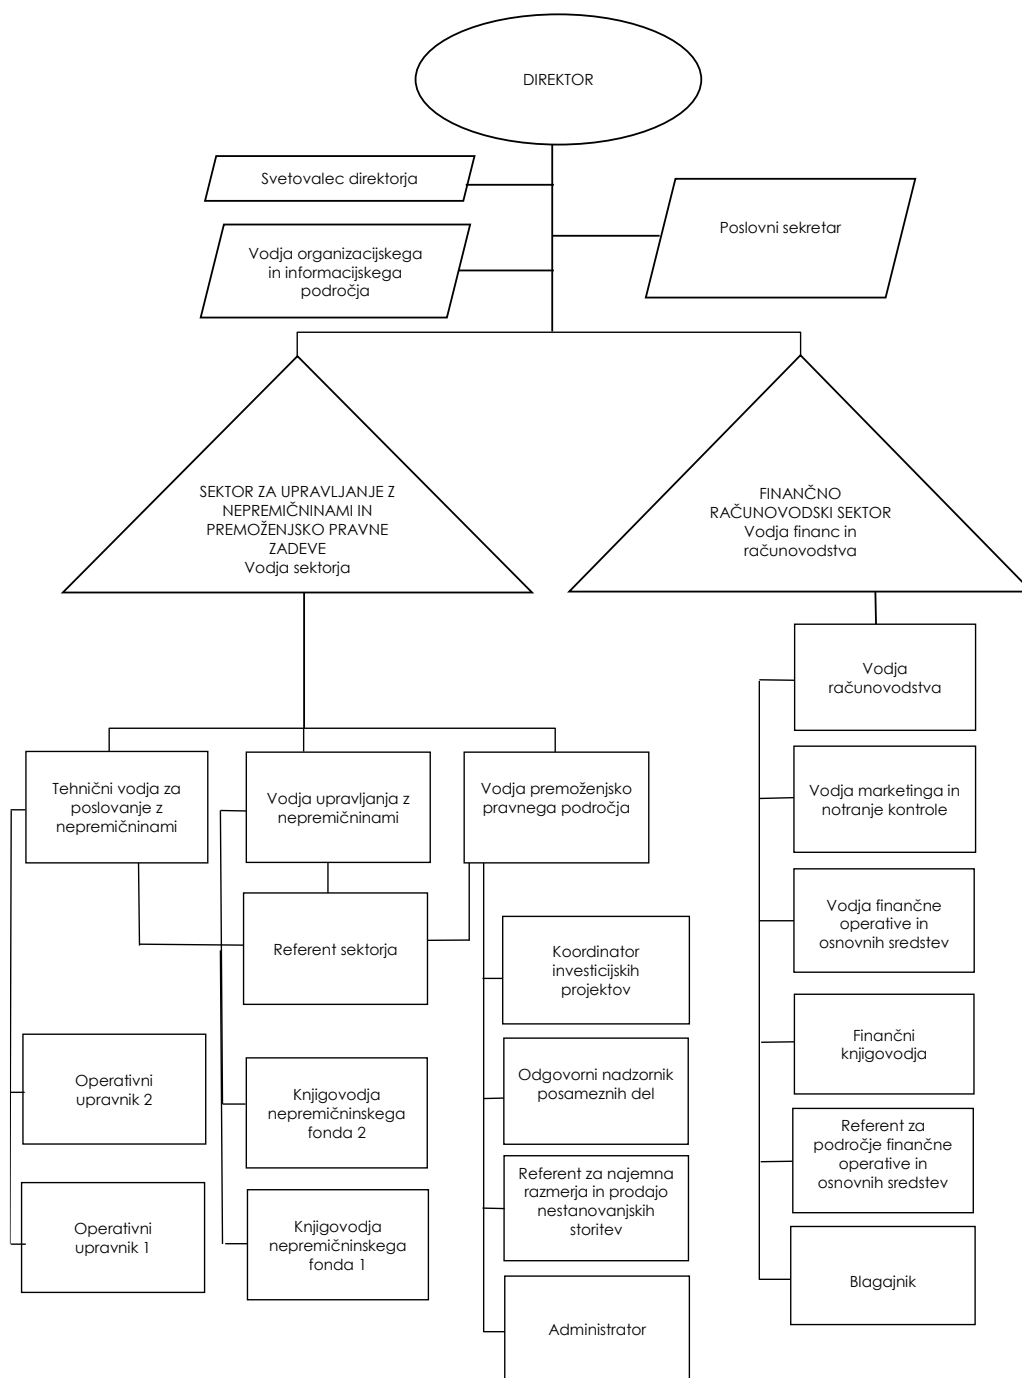 DIREKTOR
Svetovalec direktorja
Poslovni sekretar
Vodja organizacijskega
in informacijskega
področja
SEKTOR ZA UPRAVLJANJE Z
NEPREMIČNINAMI IN
PREMOŽENJSKO PRAVNE
ZADEVE
Vodja sektorja
FINANČNO
RAČUNOVODSKI SEKTOR
Vodja financ in
računovodstva
Vodja
računovodstva
Tehnični vodja za
poslovanje z
nepremičninami
Vodja upravljanja z
nepremičninami
Vodja premoženjsko
pravnega področja
Vodja marketinga in
notranje kontrole
Referent sektorja
Koordinator
investicijskih
projektov
Vodja finančne
operative in
osnovnih sredstev
Operativni
upravnik 2
Knjigovodja
nepremičninskega
fonda 2
Odgovorni nadzornik
posameznih del
Finančni
knjigovodja
Operativni
upravnik 1
Knjigovodja
nepremičninskega
fonda 1
Referent za najemna
razmerja in prodajo
nestanovanjskih
storitev
Referent za
področje finančne
operative in
osnovnih sredstev
Administrator
Blagajnik